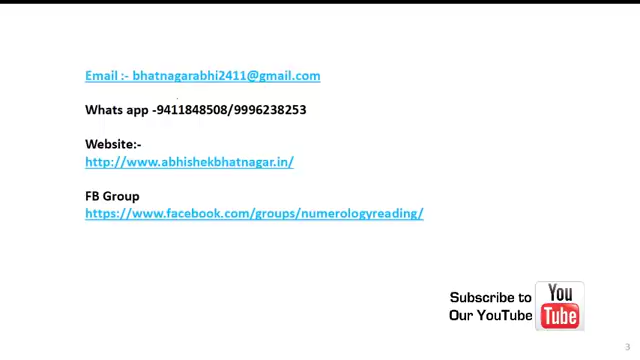 Email :- bhatnagarabhi2411@gmail.com
Whats app -9411848508/9996238253
Website:-
http://www.abhishekbhatnagar.in/
FB Group
https://www.facebook.com/groups/numerologyreading/
Subscribe to
Our YouTube
You
Tube
3